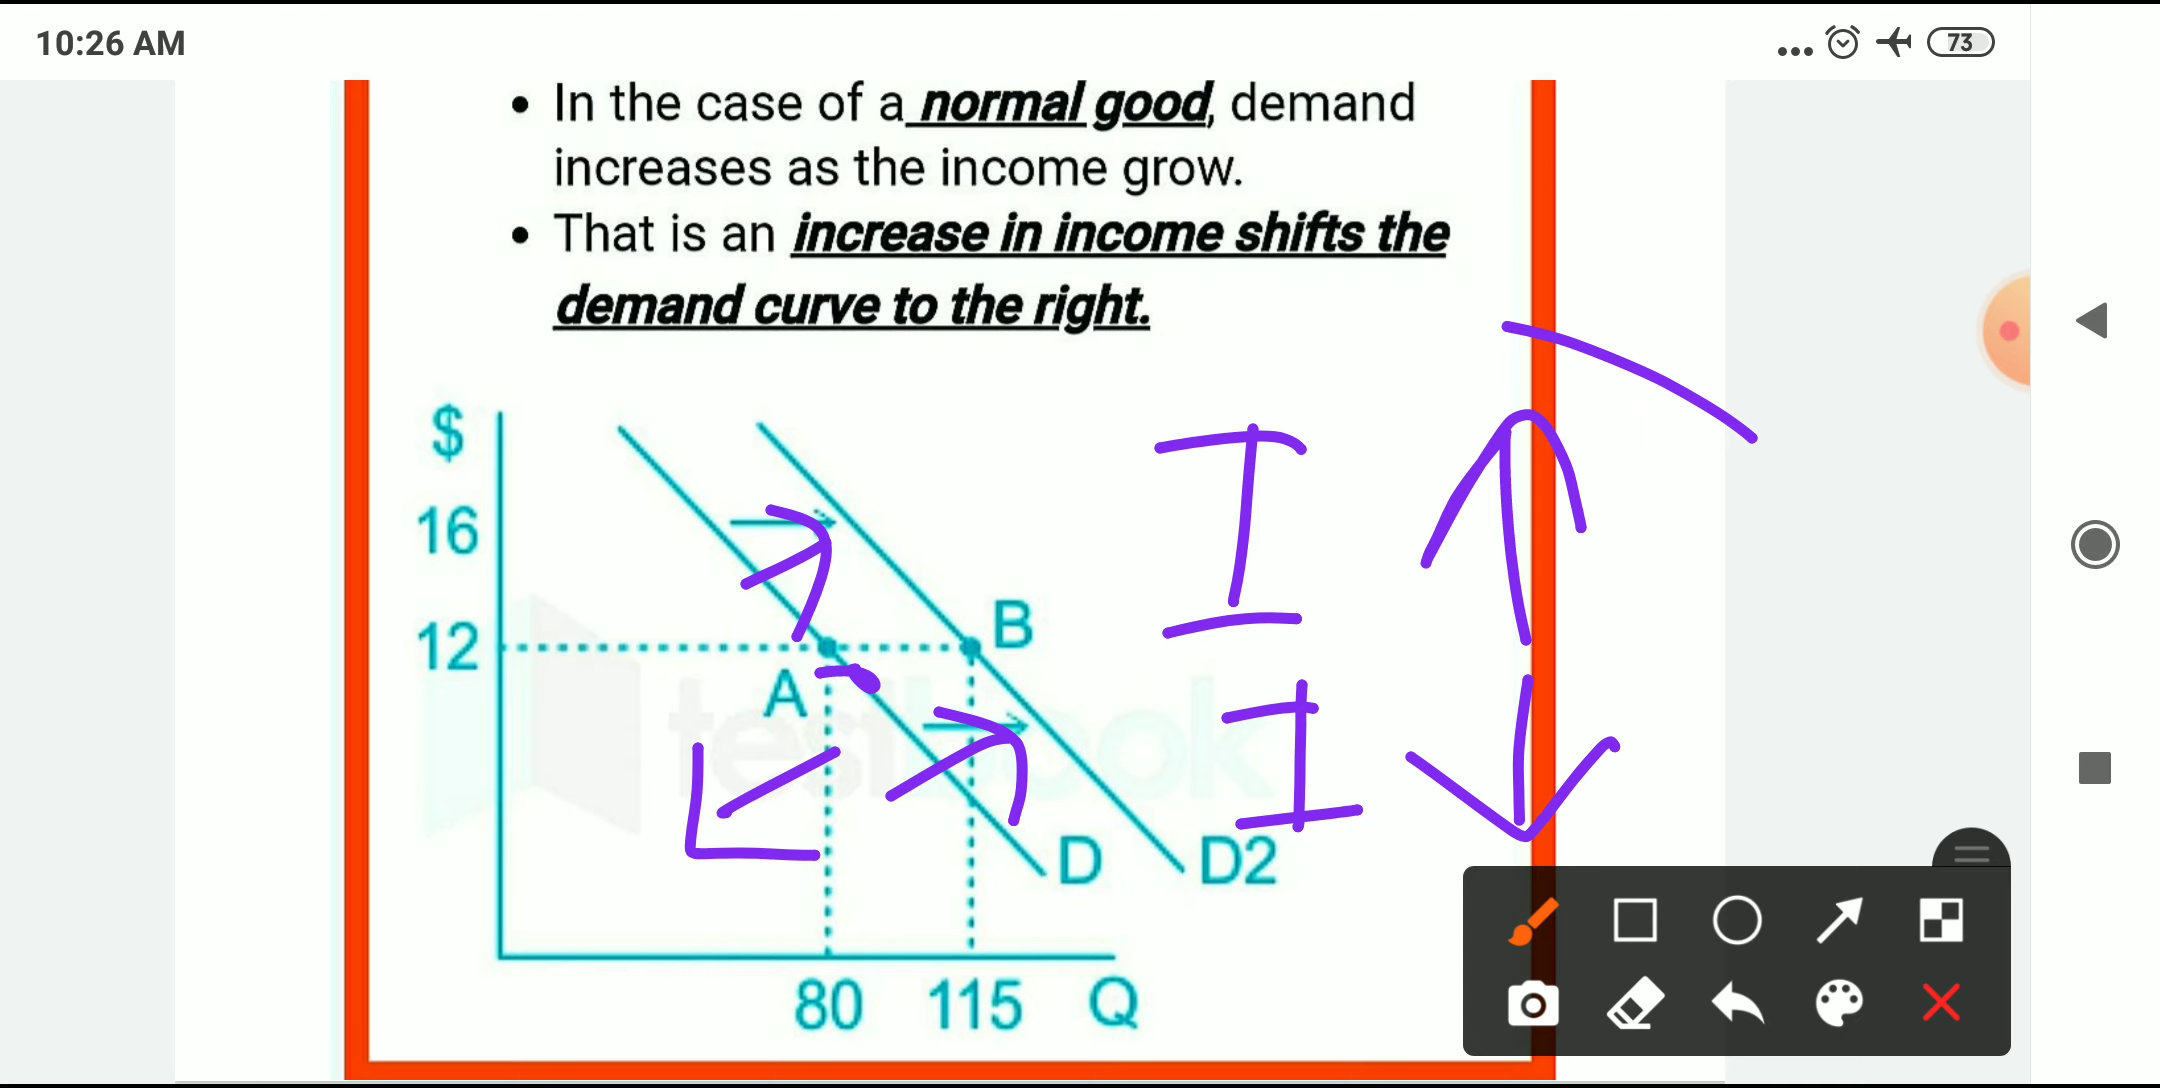 10:26 AM
73
• In the case of a normal good, demand
increases as the income grow.
• That is an increase in income shifts the
demand curve to the right.
$
16
12
A
B
D
D2
80 115 Q
testbook
I
I